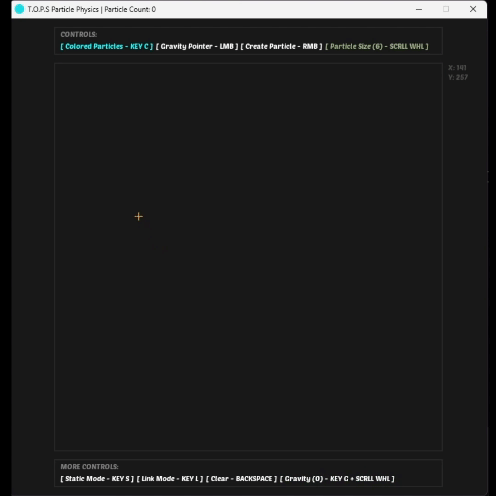 T.O.P.S Particle Physics | Particle Count: 0
CONTROLS:
[ Colored Particles - KEY C ] [ Gravity Pointer - LMB ] [ Create Particle - RMB ] [ Particle Size (6) - SCRLL WHL ]
X: 141
Y: 257
MORE CONTROLS:
[ Static Mode - KEY S ] [ Link Mode - KEY L ] [ Clear - BACKSPACE ] [ Gravity (0) - KEY G + SCRLL WHL ]